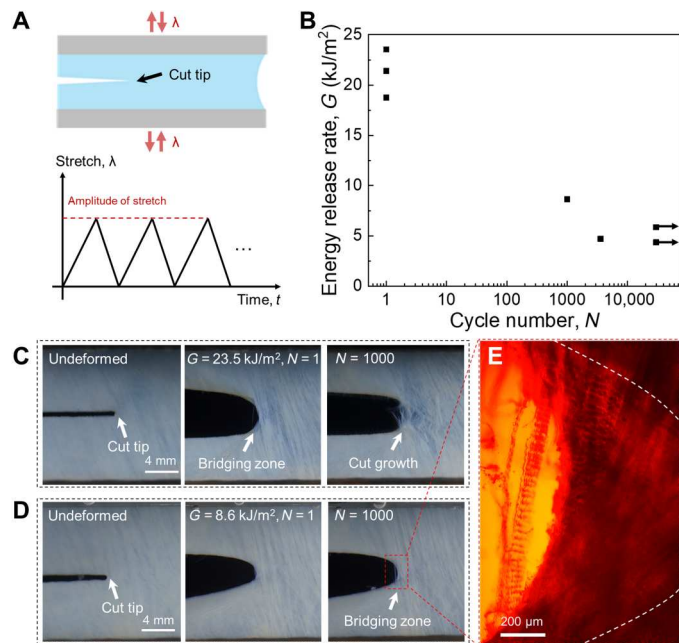 A
λ
Cut tip
λ
Stretch, λ
Amplitude of stretch
...
Time, t
B
Energy release rate, G (kJ/m²)
25
20
15
10
5
0
1
10
100
1000
10,000
Cycle number, N
C
Undeformed
Cut tip
4 mm
G = 23.5 kJ/m², N = 1
Bridging zone
N = 1000
Cut growth
D
Undeformed
Cut tip
4 mm
G = 8.6 kJ/m², N = 1
N = 1000
Bridging zone
E
200 µm